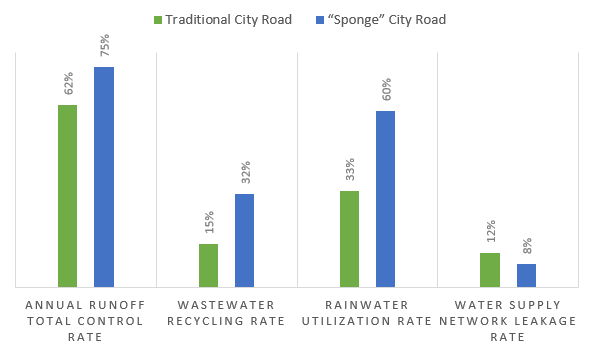 Traditional City Road
“Sponge” City Road
62%
75%
15%
32%
33%
60%
12%
8%
ANNUAL RUNOFF
TOTAL CONTROL
RATE
WASTEWATER
RECYCLING RATE
RAINWATER
UTILIZATION RATE
WATER SUPPLY
NETWORK LEAKAGE
RATE